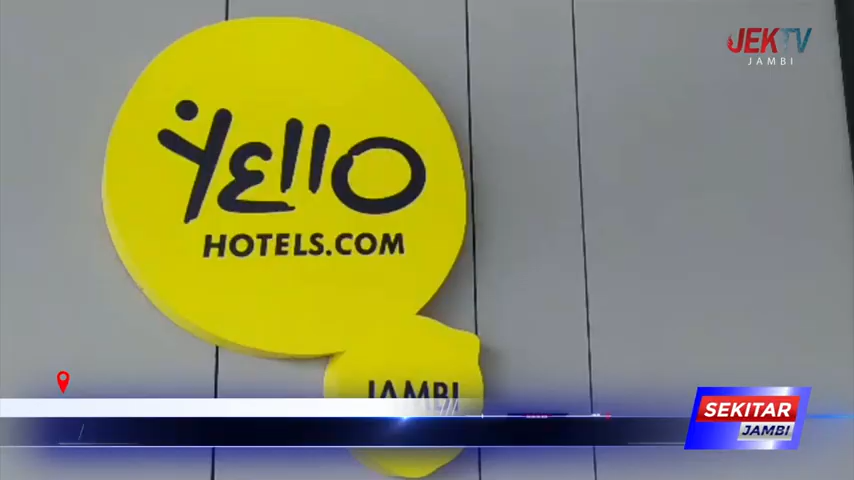 JEKTV
JAMBI
Yello
HOTELS.COM
JAMBI
SEKITAR
JAMBI